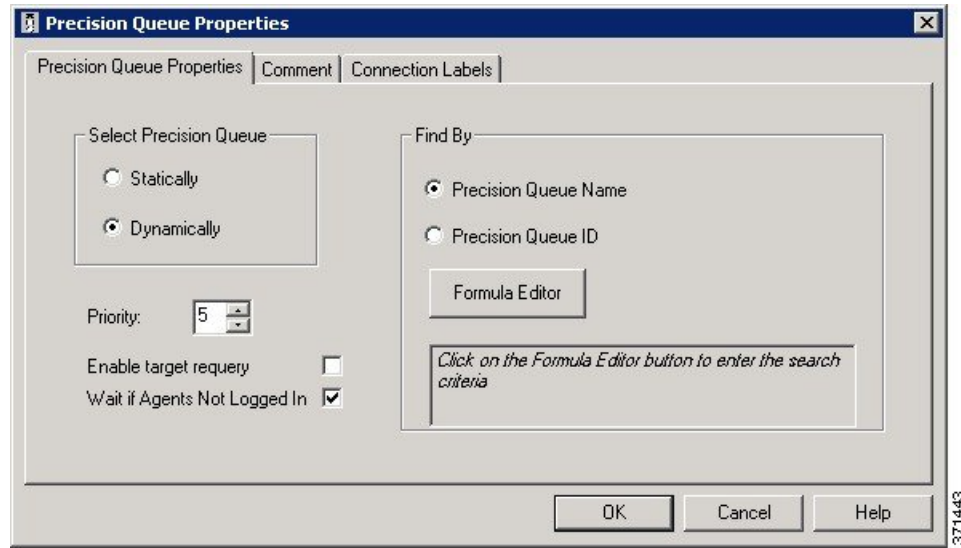 Precision Queue Properties
Precision Queue Properties
Comment
Connection Labels
Select Precision Queue
Statically
Dynamically
Priority:
5
Enable target requery
Wait if Agents Not Logged In
Find By
Precision Queue Name
Precision Queue ID
Formula Editor
Click on the Formula Editor button to enter the search
criteria
OK
Cancel
Help
371443